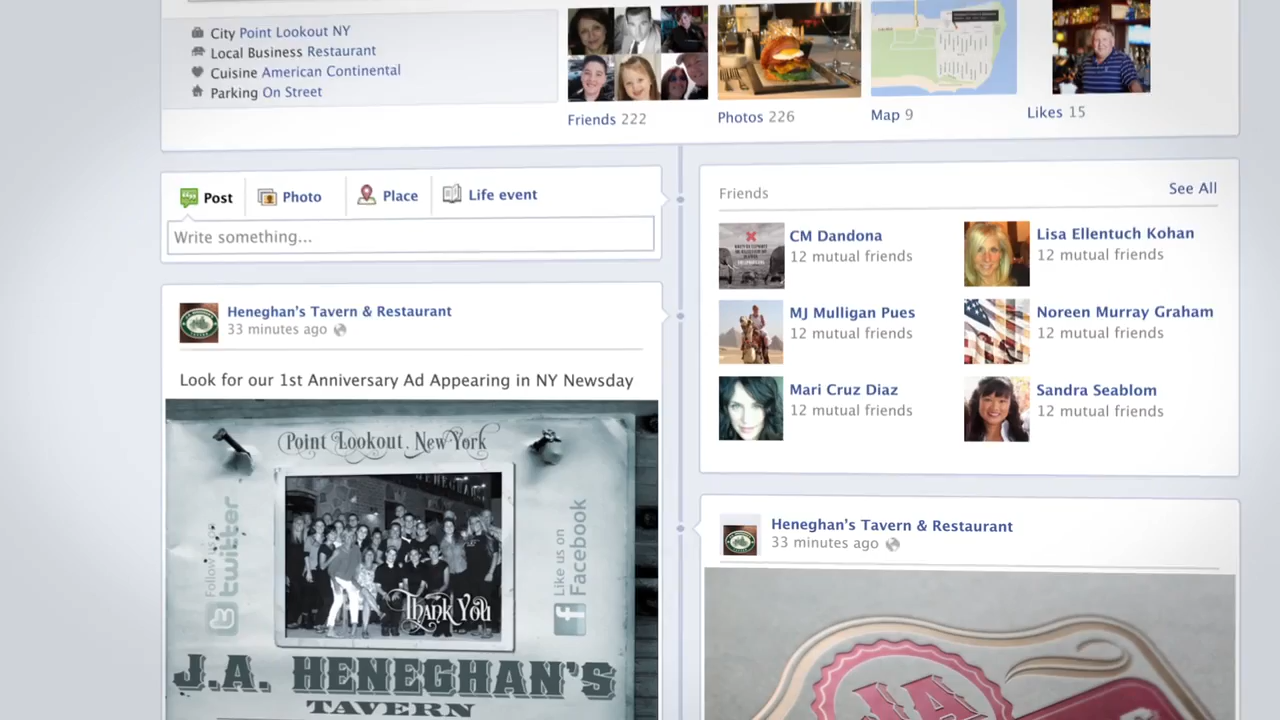 City Point Lookout NY
Local Business Restaurant
Cuisine American Continental
Parking On Street
Friends 222
Photos 226
Map 9
Likes 15
Post
Photo
Place
Life event
Write something...
Heneghan's Tavern & Restaurant
33 minutes ago
Look for our 1st Anniversary Ad Appearing in NY Newsday
Point Lookout, New York
Follow us on
twitter
Like us on
Facebook
Thank You
J.A. HENEGHAN'S
TAVERN
Friends
See All
CM Dandona
12 mutual friends
Lisa Ellentuch Kohan
12 mutual friends
MJ Mulligan Pues
12 mutual friends
Noreen Murray Graham
12 mutual friends
Mari Cruz Diaz
12 mutual friends
Sandra Seablom
12 mutual friends
Heneghan's Tavern & Restaurant
33 minutes ago
JA